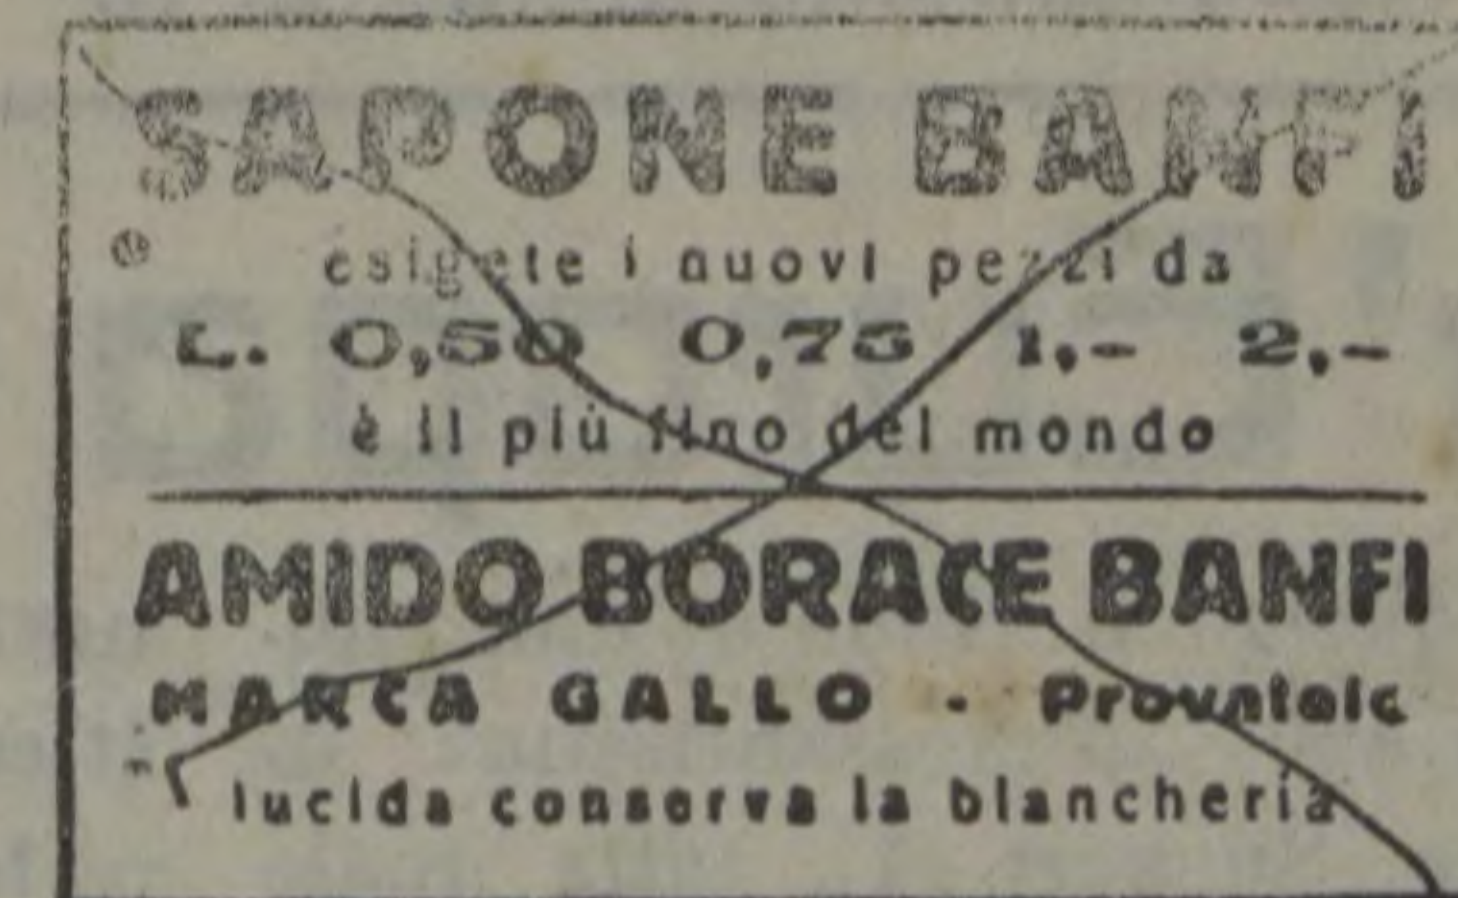 SAPONE BANFI
esigete i nuovi pezzi da
L. 0,50 0,75 1,- 2,-
è il più fino del mondo
AMIDO BORACE BANFI
MARCA GALLO - Provatelo
lucida conserva la biancheria